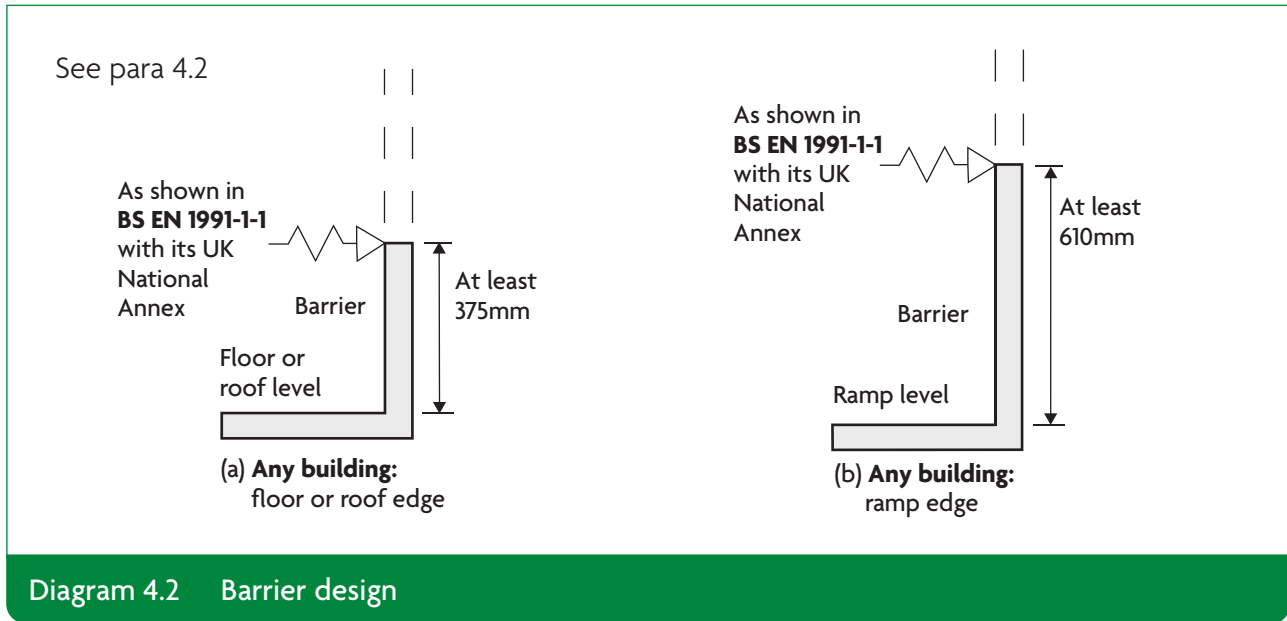 See para 4.2
As shown in
BS EN 1991-1-1
with its UK
National
Annex
Barrier
At least
375mm
Floor or
roof level
(a) Any building:
floor or roof edge
As shown in
BS EN 1991-1-1
with its UK
National
Annex
At least
610mm
Barrier
Ramp level
(b) Any building:
ramp edge
Diagram 4.2 Barrier design